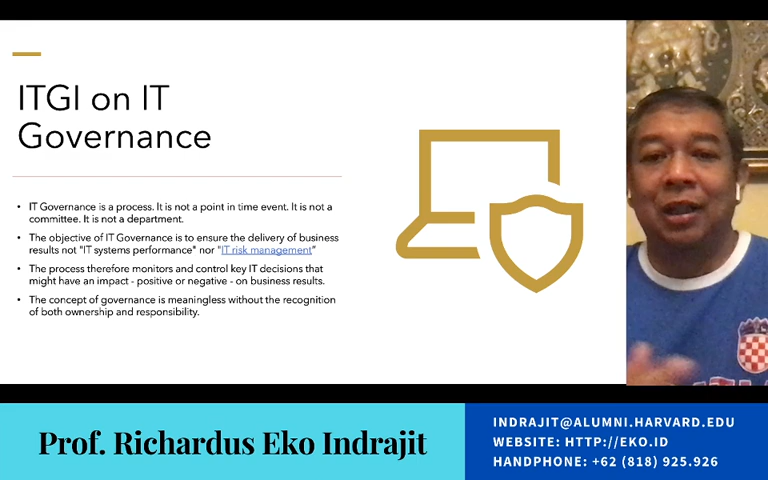 ITGI on IT
Governance
• IT Governance is a process. It is not a point in time event. It is not a
committee. It is not a department.
• The objective of IT Governance is to ensure the delivery of business
results not "IT systems performance" nor "IT risk management"
• The process therefore monitors and control key IT decisions that
might have an impact - positive or negative - on business results.
• The concept of governance is meaningless without the recognition
of both ownership and responsibility.
Prof. Richardus Eko Indrajit
INDRAJIT@ALUMNI.HARVARD.EDU
WEBSITE: HTTP://EKO.ID
HANDPHONE: +62 (818) 925.926